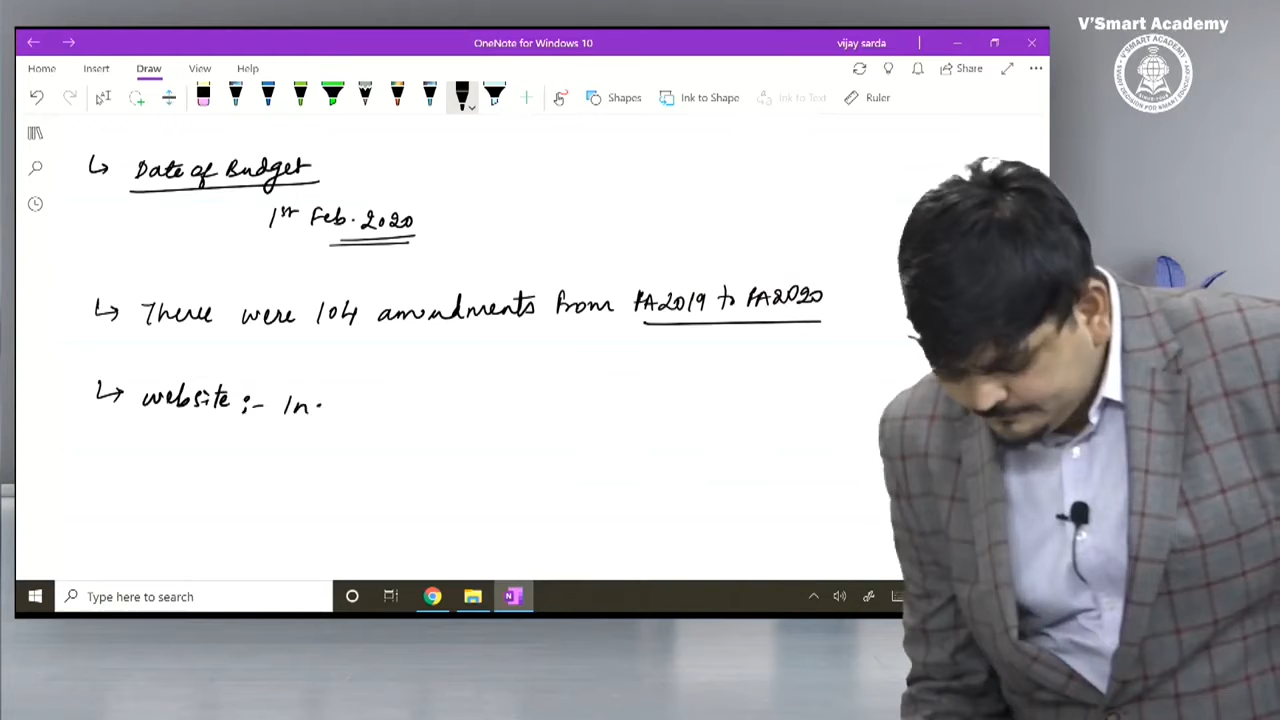 V'Smart Academy
OneNote for Windows 10
vijay sarda
Home Insert Draw View Help
Share
Shapes Ink to Shape Ink to Text Ruler
Date of Budget
1st Feb. 2020
There were 104 amendments from FA2019 to FA2020
website :- In.
Type here to search